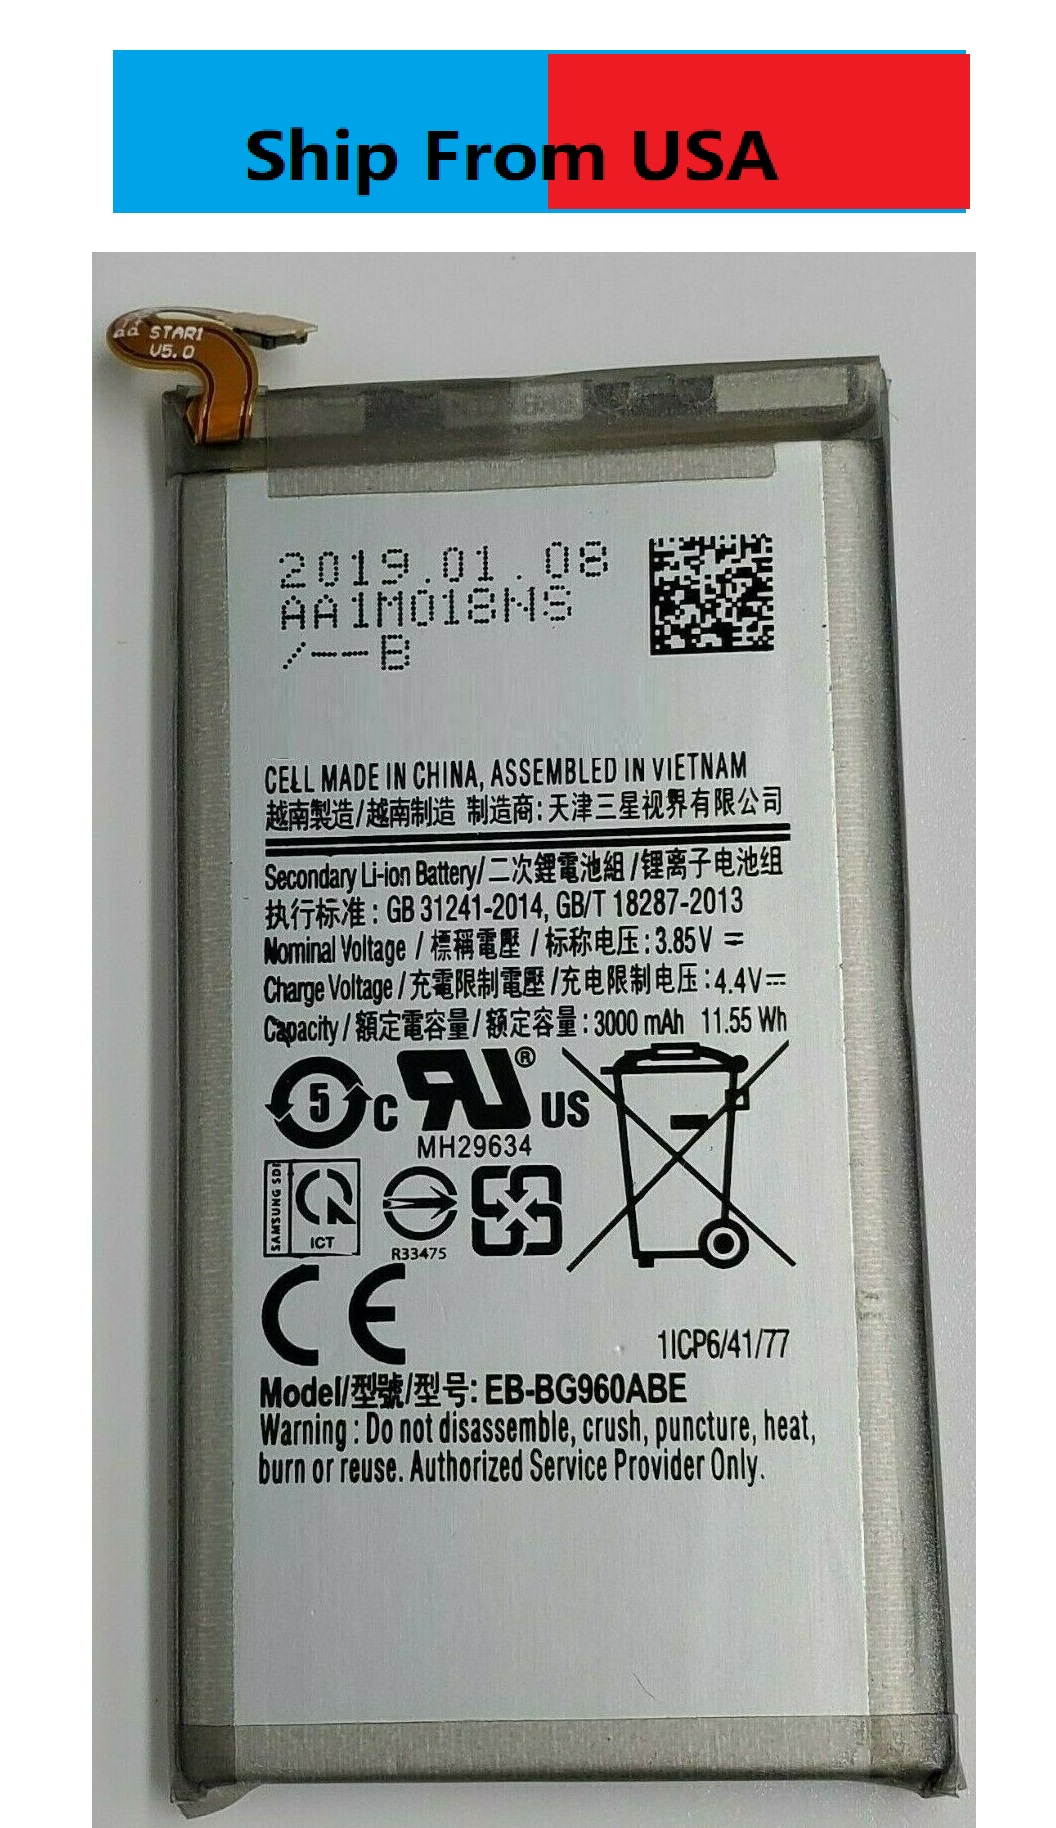 Ship From USA
STAR1
V5.0
2019.01.08
AA1M018NS
/--B
CELL MADE IN CHINA, ASSEMBLED IN VIETNAM
越南製造/越南制造 制造商:天津三星视界有限公司
Secondary Li-ion Battery/二次鋰電池組/锂离子电池组
执行标准: GB 31241-2014, GB/T 18287-2013
Nominal Voltage / 標稱電壓 / 标称电压: 3.85V ⎓
Charge Voltage / 充電限制電壓 /充电限制电压: 4.4V⎓
Capacity / 額定電容量 / 额定容量: 3000 mAh 11.55 Wh
5 C RU ® US
MH29634
SAMSUNG SDI
ICT
R33475
CE
1ICP6/41/77
Model/型號/型号: EB-BG960ABE
Warning : Do not disassemble, crush, puncture, heat,
burn or reuse. Authorized Service Provider Only.